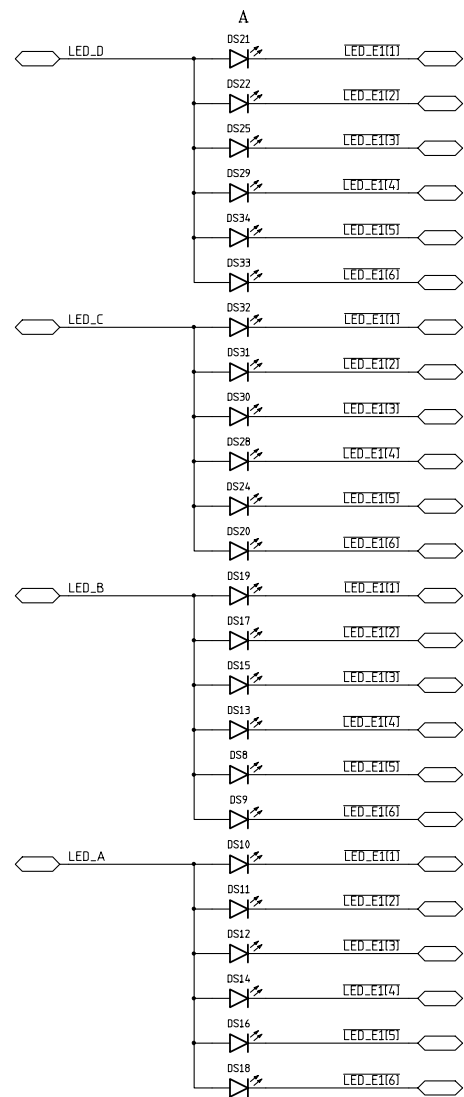 A
DS21
LED_D LED_E1(1)
DS22
LED_E1(2)
DS25
LED_E1(3)
DS29
LED_E1(4)
DS34
LED_E1(5)
DS33
LED_E1(6)
DS32
LED_C LED_E1(1)
DS31
LED_E1(2)
DS30
LED_E1(3)
DS28
LED_E1(4)
DS24
LED_E1(5)
DS20
LED_E1(6)
DS19
LED_B LED_E1(1)
DS17
LED_E1(2)
DS15
LED_E1(3)
DS13
LED_E1(4)
DS8
LED_E1(5)
DS9
LED_E1(6)
DS10
LED_A LED_E1(1)
DS11
LED_E1(2)
DS12
LED_E1(3)
DS14
LED_E1(4)
DS16
LED_E1(5)
DS18
LED_E1(6)